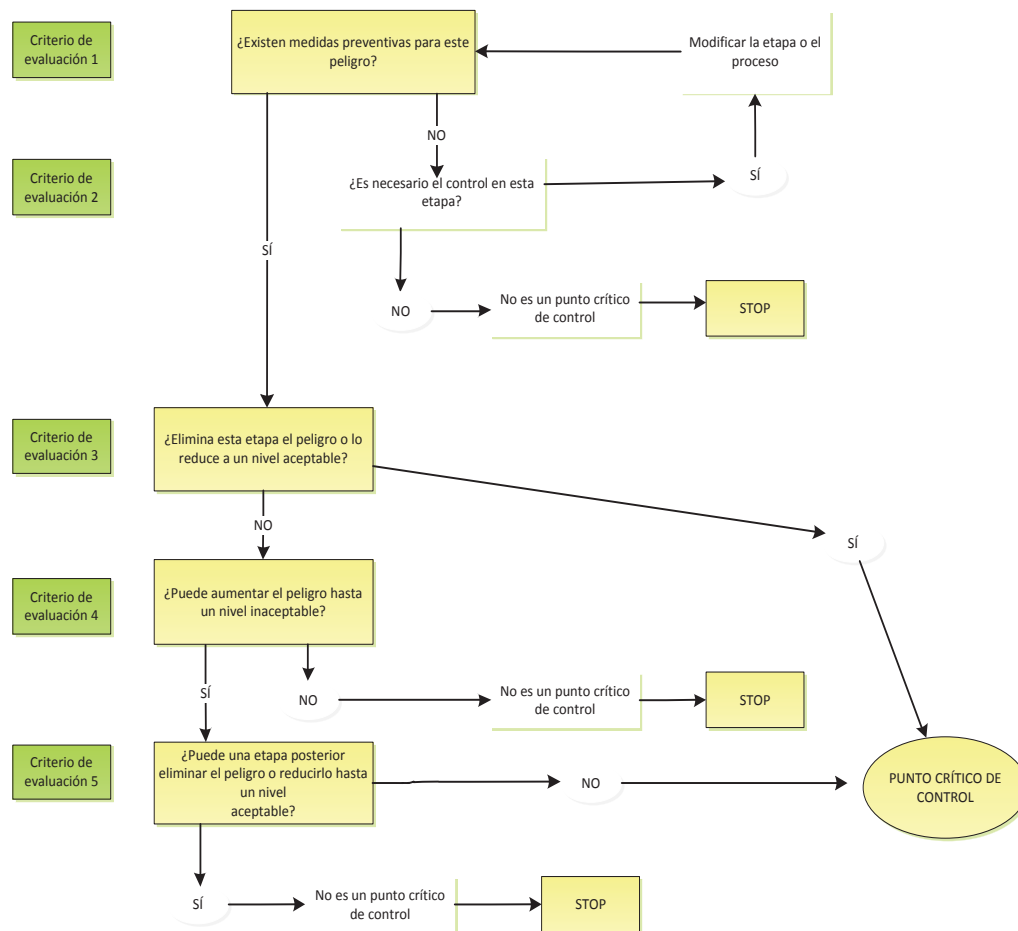 Criterio de
evaluación 1
¿Existen medidas preventivas para este
peligro?
Modificar la etapa o el
proceso
NO
Criterio de
evaluación 2
¿Es necesario el control en esta
etapa?
SÍ
SÍ
NO
No es un punto crítico
de control
STOP
Criterio de
evaluación 3
¿Elimina esta etapa el peligro o lo
reduce a un nivel aceptable?
NO
SÍ
Criterio de
evaluación 4
¿Puede aumentar el peligro hasta
un nivel inaceptable?
SÍ
NO
No es un punto crítico
de control
STOP
Criterio de
evaluación 5
¿Puede una etapa posterior
eliminar el peligro o reducirlo hasta
un nivel
aceptable?
NO
PUNTO CRÍTICO DE
CONTROL
SÍ
No es un punto crítico
de control
STOP